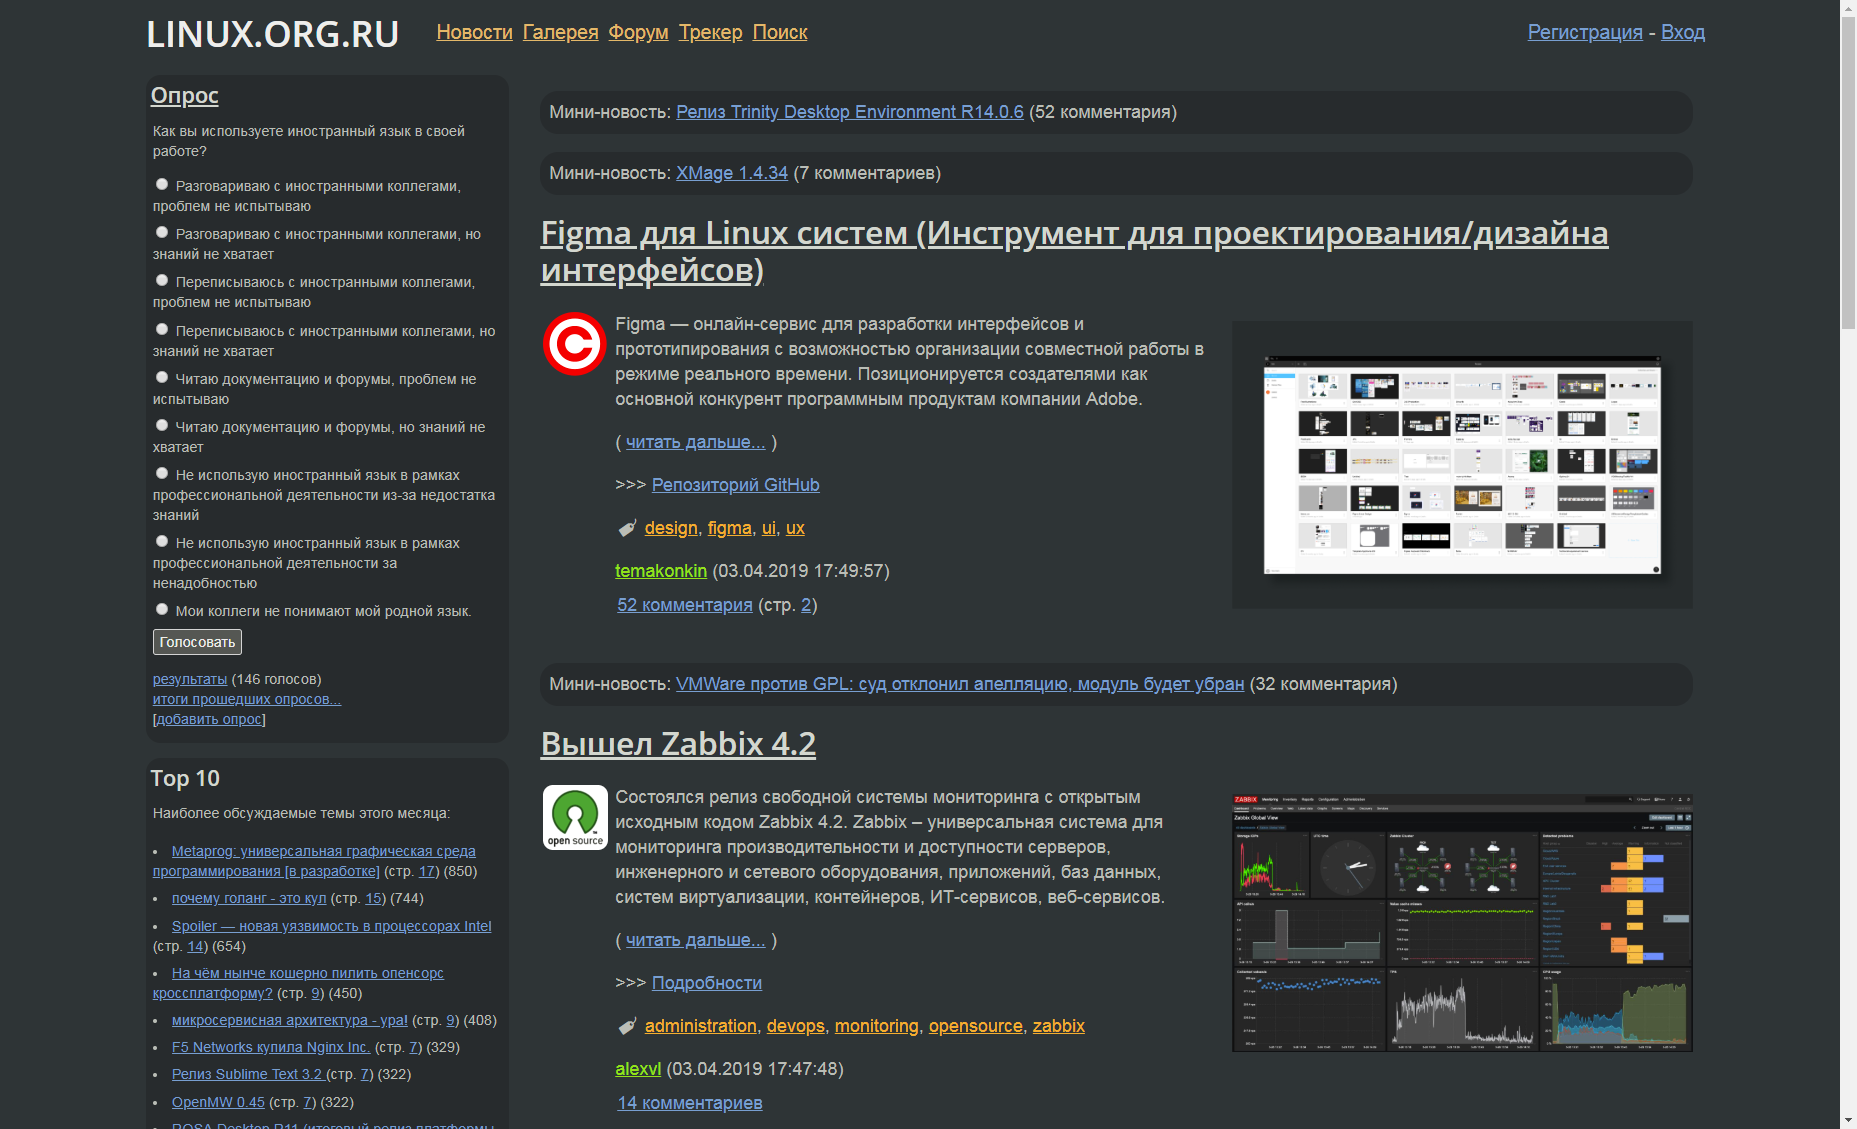 LINUX.ORG.RU
Новости Галерея Форум Трекер Поиск
Регистрация - Вход
Опрос
Как вы используете иностранный язык в своей
работе?
Разговариваю с иностранными коллегами,
проблем не испытываю
Разговариваю с иностранными коллегами, но
знаний не хватает
Переписываюсь с иностранными коллегами,
проблем не испытываю
Переписываюсь с иностранными коллегами, но
знаний не хватает
Читаю документацию и форумы, проблем не
испытываю
Читаю документацию и форумы, но знаний не
хватает
Не использую иностранный язык в рамках
профессиональной деятельности из-за недостатка
знаний
Не использую иностранный язык в рамках
профессиональной деятельности за
ненадобностью
Мои коллеги не понимают мой родной язык.
Голосовать
результаты (146 голосов)
итоги прошедших опросов...
[добавить опрос]
Top 10
Наиболее обсуждаемые темы этого месяца:
• Metaprog: универсальная графическая среда
программирования [в разработке] (стр. 17) (850)
• почему голанг - это кул (стр. 15) (744)
• Spoiler — новая уязвимость в процессорах Intel
(стр. 14) (654)
• На чём нынче кошерно пилить опенсорс
кроссплатформу? (стр. 9) (450)
• микросервисная архитектура - ура! (стр. 9) (408)
• F5 Networks купила Nginx Inc. (стр. 7) (329)
• Релиз Sublime Text 3.2 (стр. 7) (322)
• OpenMW 0.45 (стр. 7) (322)
• ROSA Desktop R11 (итоговый релиз платформы
Мини-новость: Релиз Trinity Desktop Environment R14.0.6 (52 комментария)
Мини-новость: XMage 1.4.34 (7 комментариев)
Figma для Linux систем (Инструмент для проектирования/дизайна
интерфейсов)
Figma — онлайн-сервис для разработки интерфейсов и
прототипирования с возможностью организации совместной работы в
режиме реального времени. Позиционируется создателями как
основной конкурент программным продуктам компании Adobe.
( читать дальше... )
>>> Репозиторий GitHub
design, figma, ui, ux
temakonkin (03.04.2019 17:49:57)
52 комментария (стр. 2)
Мини-новость: VMWare против GPL: суд отклонил апелляцию, модуль будет убран (32 комментария)
Вышел Zabbix 4.2
open source
Состоялся релиз свободной системы мониторинга с открытым
исходным кодом Zabbix 4.2. Zabbix – универсальная система для
мониторинга производительности и доступности серверов,
инженерного и сетевого оборудования, приложений, баз данных,
систем виртуализации, контейнеров, ИТ-сервисов, веб-сервисов.
( читать дальше... )
>>> Подробности
administration, devops, monitoring, opensource, zabbix
alexvl (03.04.2019 17:47:48)
14 комментариев
ZABBIX
Zabbix Global View